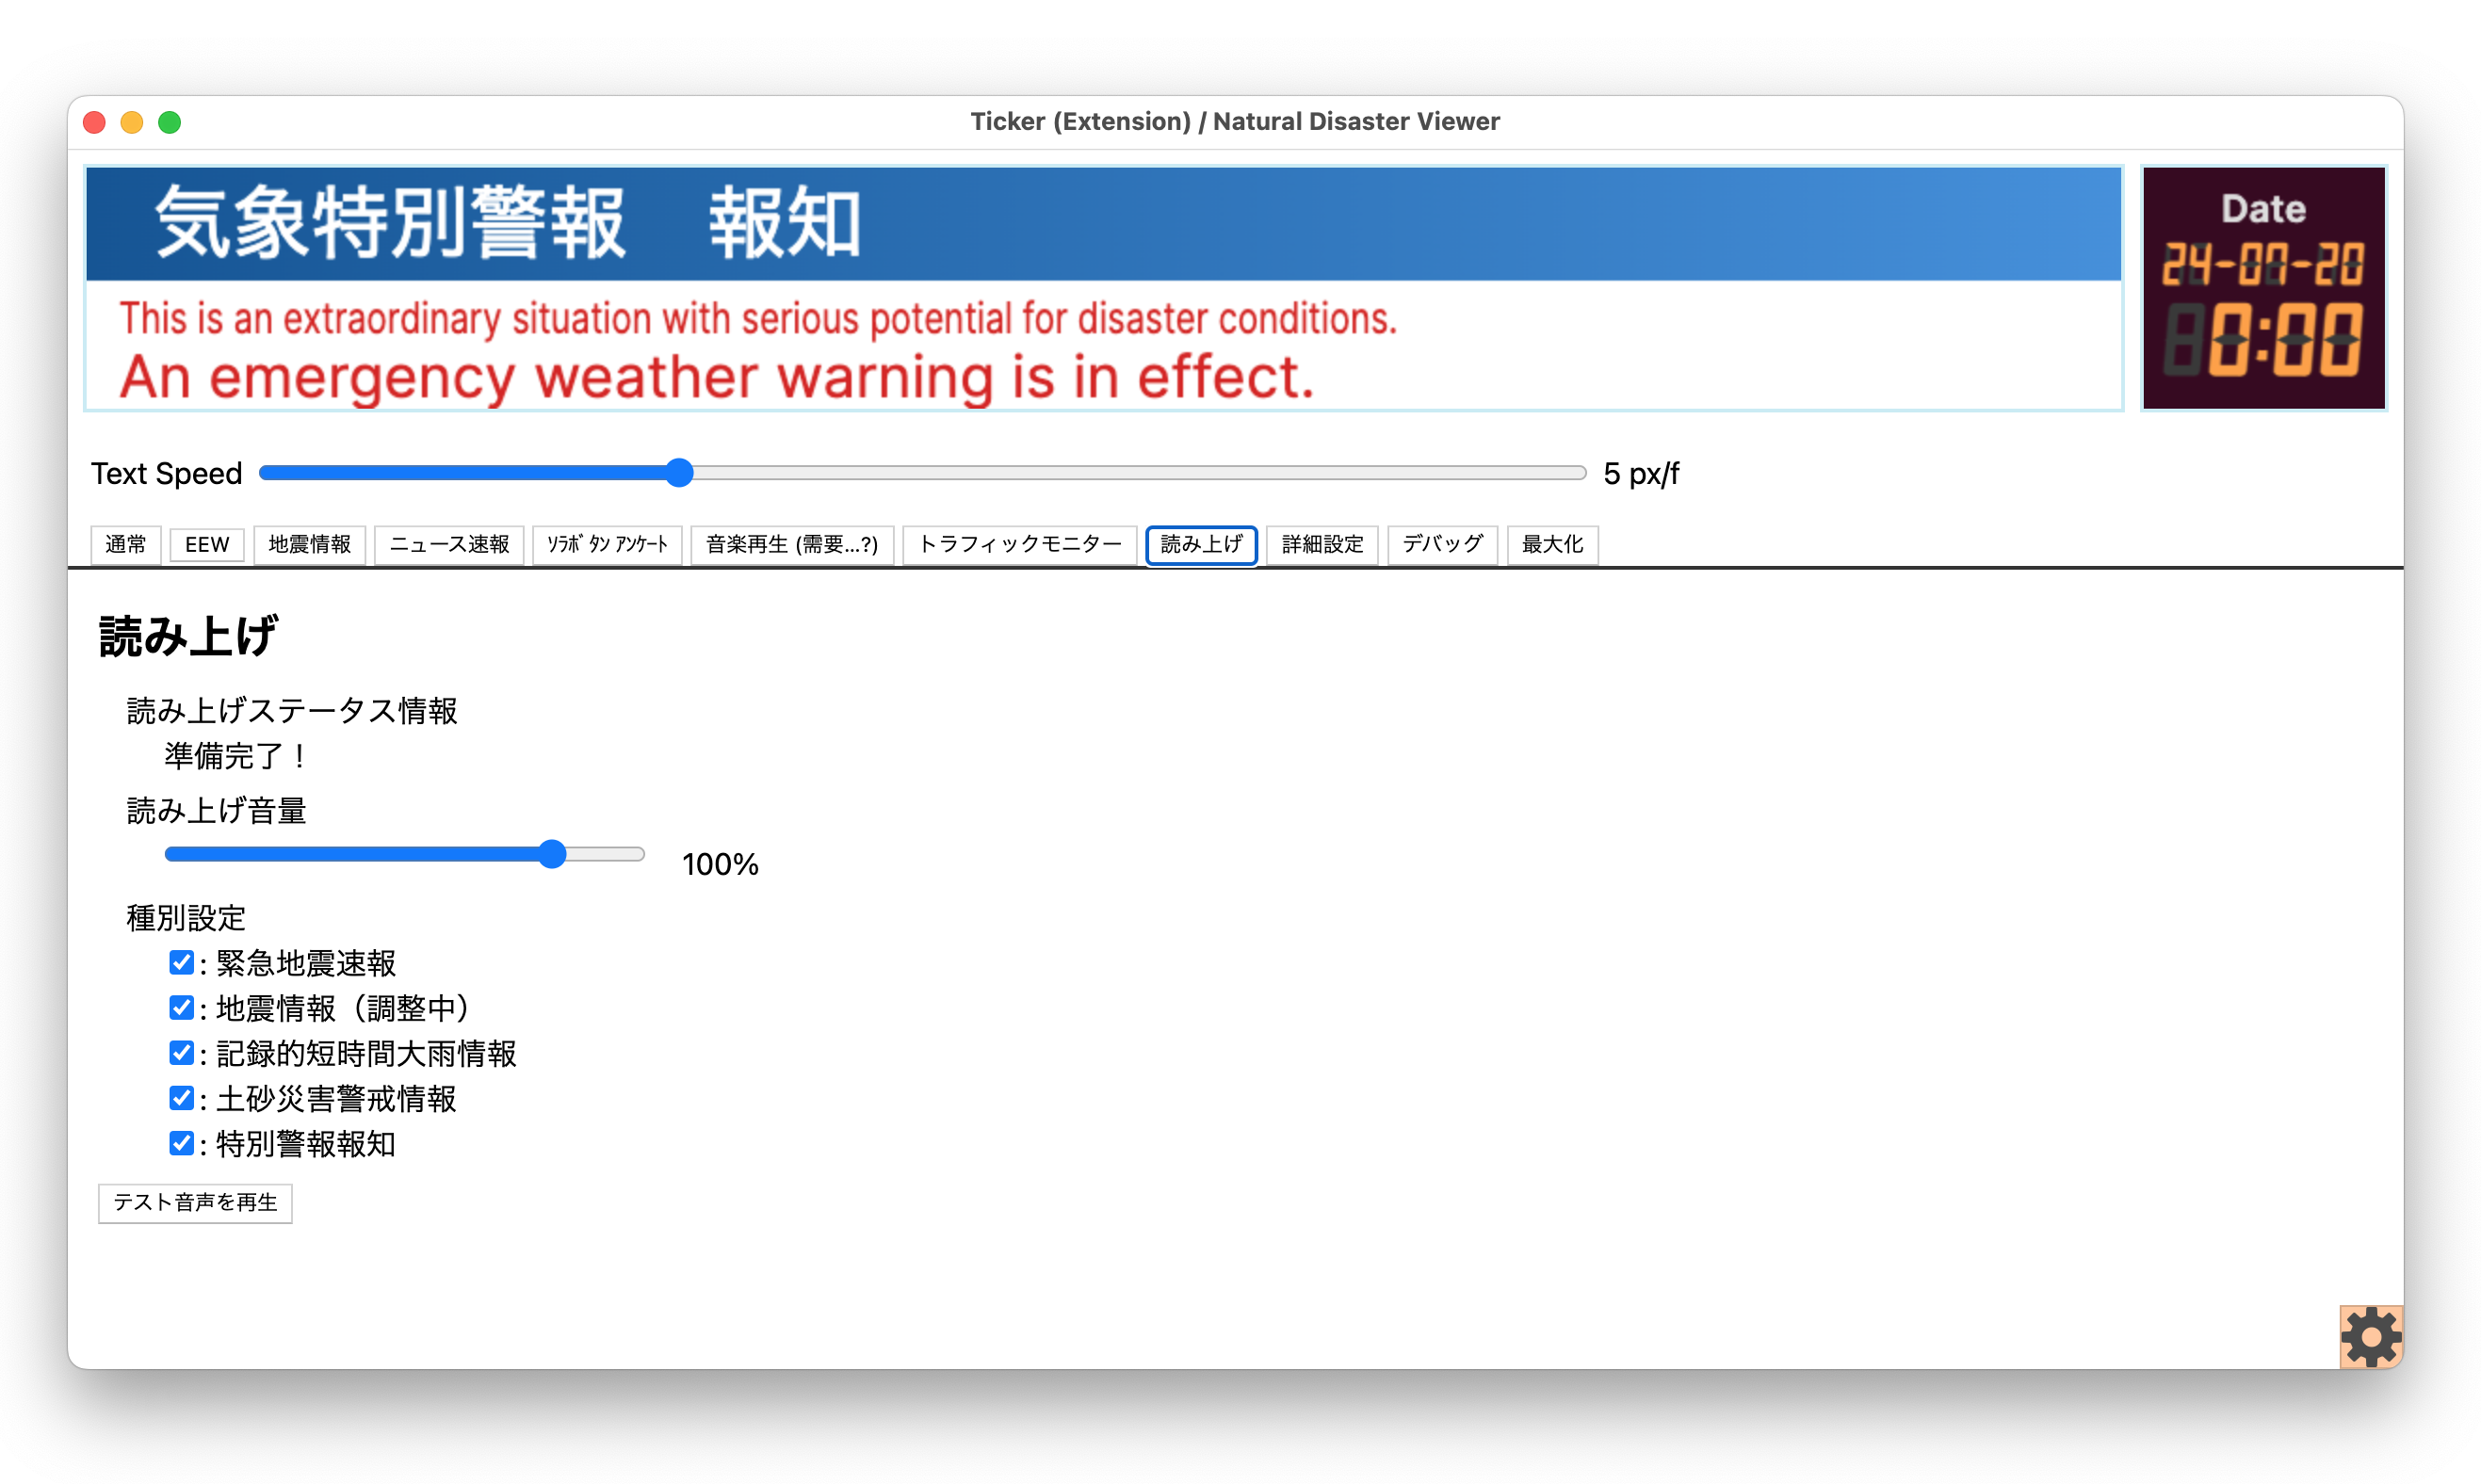 Ticker (Extension) / Natural Disaster Viewer
気象特別警報　報知
This is an extraordinary situation with serious potential for disaster conditions.
An emergency weather warning is in effect.
Date
24-07-20
0:00
Text Speed 5 px/f
通常 EEW 地震情報 ニュース速報 ｿﾗﾎﾞﾀﾝ ｱﾝｹｰﾄ 音楽再生 (需要...?) トラフィックモニター 読み上げ 詳細設定 デバッグ 最大化
読み上げ
読み上げステータス情報
準備完了！
読み上げ音量
100%
種別設定
: 緊急地震速報
: 地震情報（調整中）
: 記録的短時間大雨情報
: 土砂災害警戒情報
: 特別警報報知
テスト音声を再生